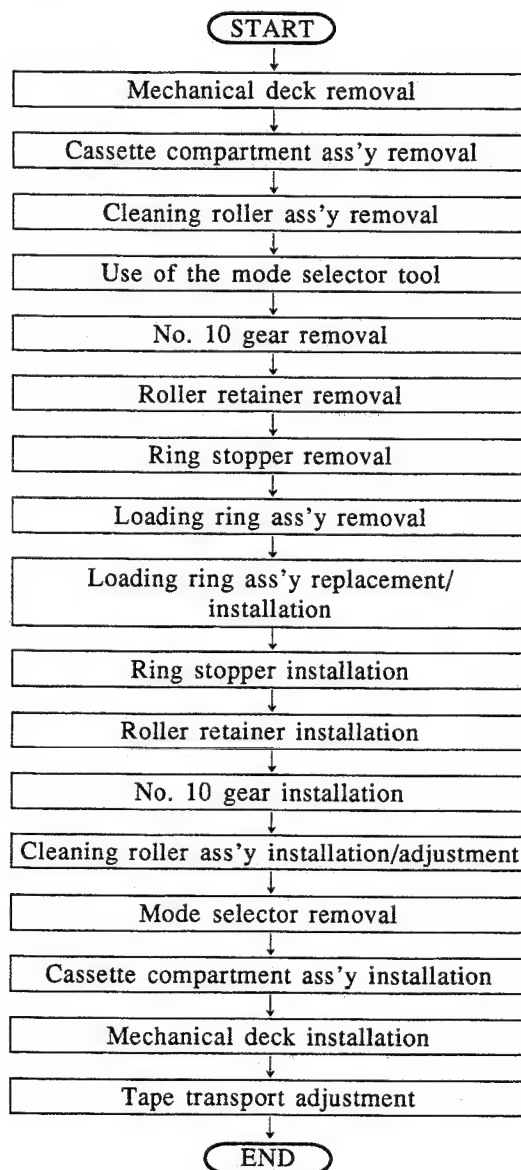 START
Mechanical deck removal
Cassette compartment ass'y removal
Cleaning roller ass'y removal
Use of the mode selector tool
No. 10 gear removal
Roller retainer removal
Ring stopper removal
Loading ring ass'y removal
Loading ring ass'y replacement/
installation
Ring stopper installation
Roller retainer installation
No. 10 gear installation
Cleaning roller ass'y installation/adjustment
Mode selector removal
Cassette compartment ass'y installation
Mechanical deck installation
Tape transport adjustment
END